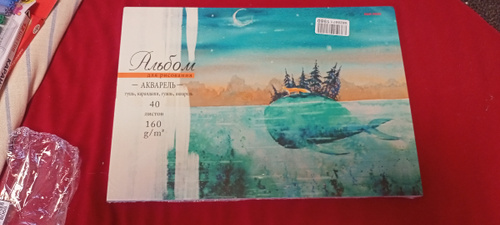 Альбом
для рисования
— АКВАРЕЛЬ —
40
листов
160
g/m²